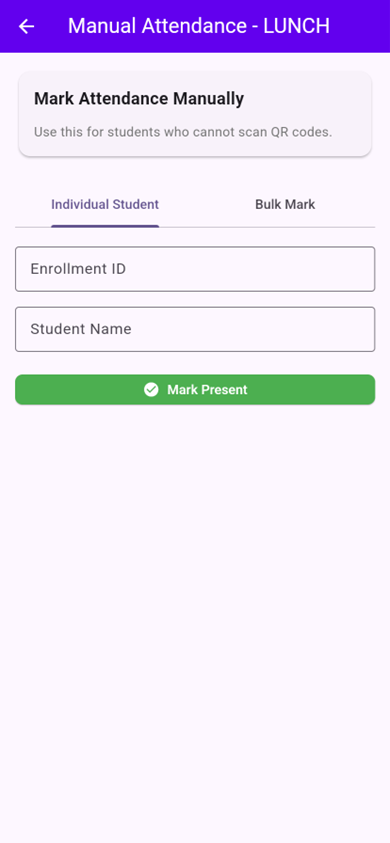 Manual Attendance - LUNCH
Mark Attendance Manually
Use this for students who cannot scan QR codes.
Individual Student
Bulk Mark
Enrollment ID
Student Name
Mark Present